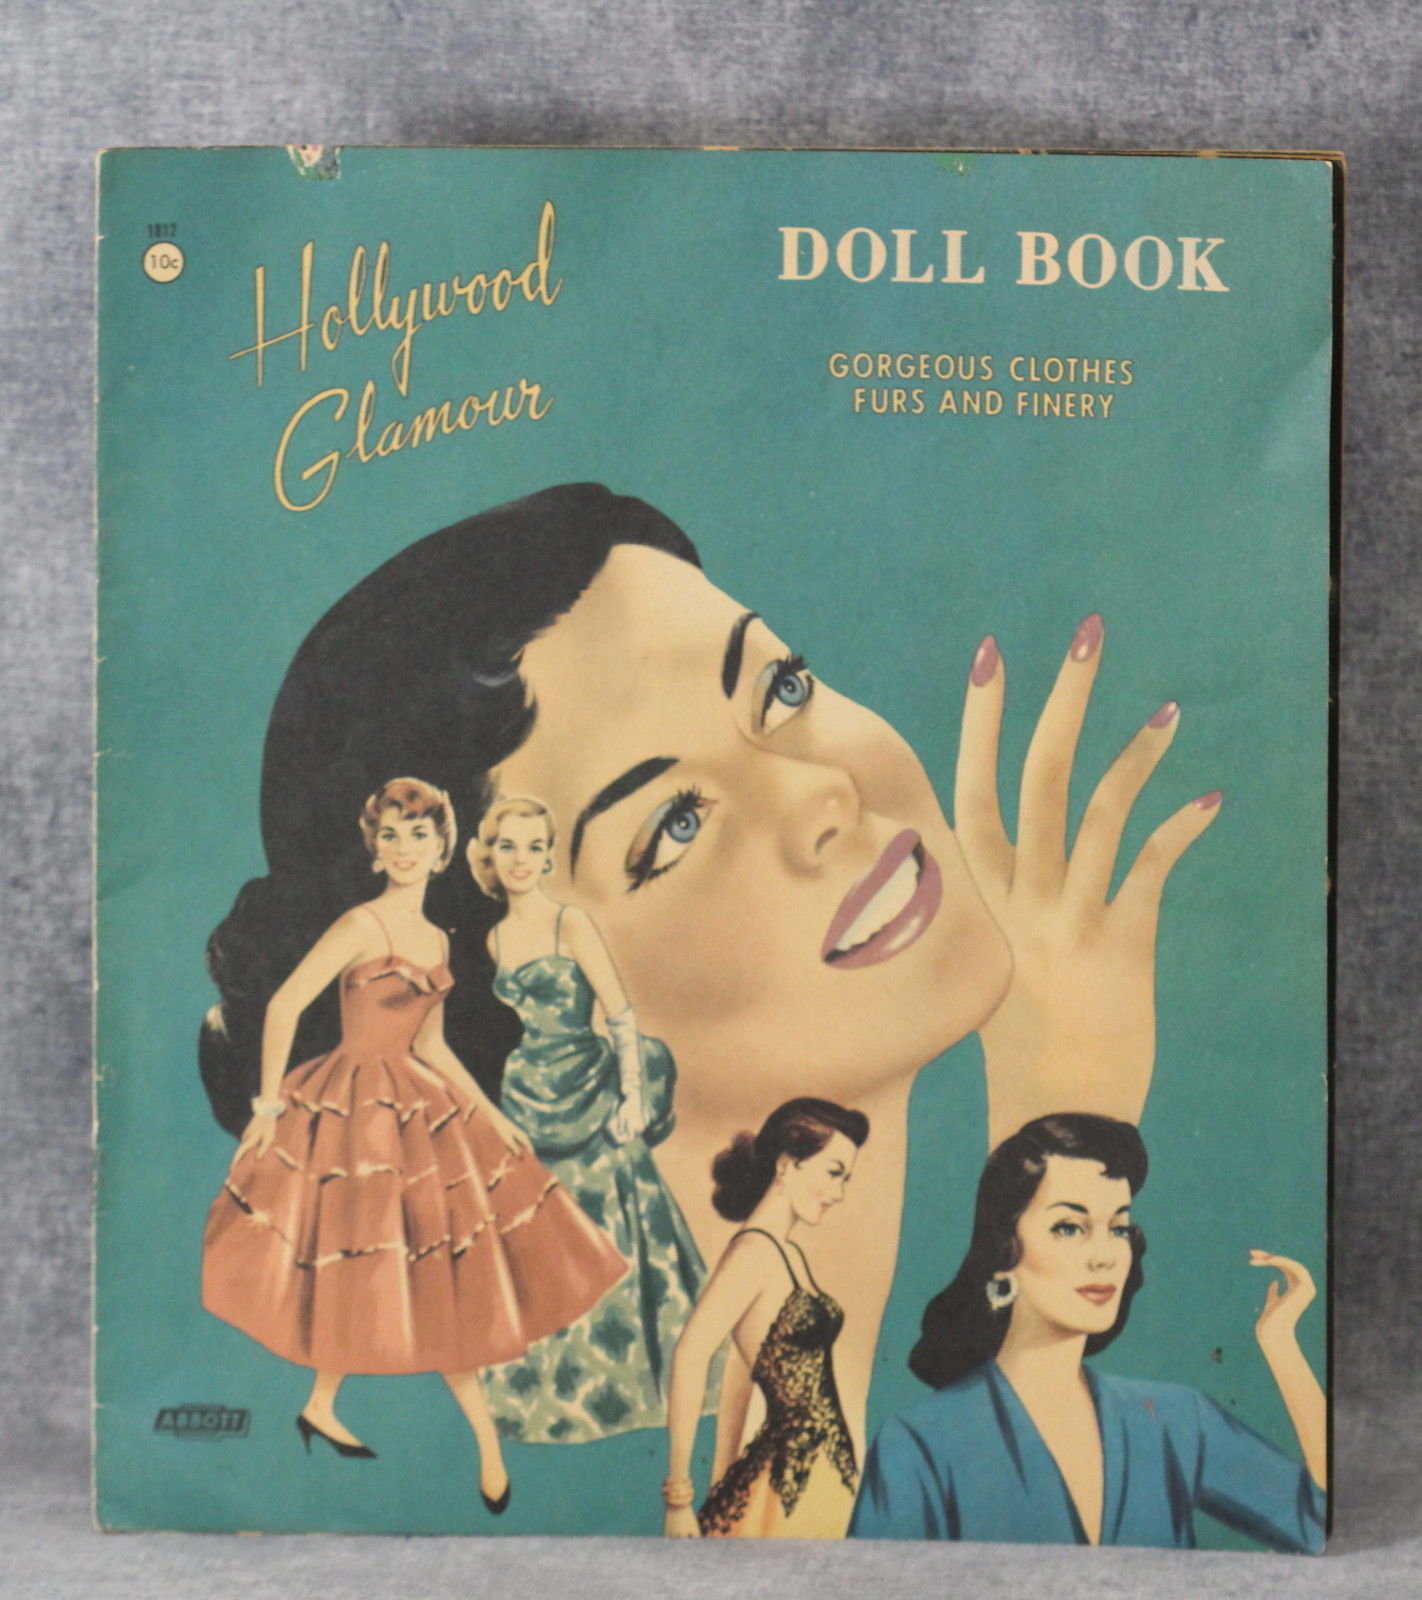 1812
10c
Hollywood
Glamour
DOLL BOOK
GORGEOUS CLOTHES
FURS AND FINERY
ABBOTT